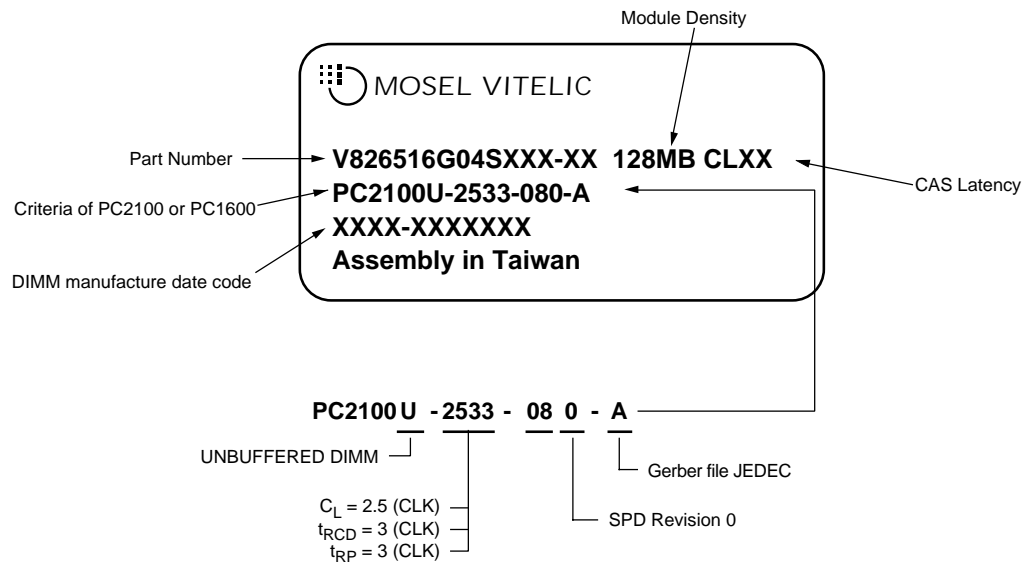 Module Density
MOSEL VITELIC
Part Number
V826516G04SXXX-XX 128MB CLXX
CAS Latency
Criteria of PC2100 or PC1600
PC2100U-2533-080-A
XXXX-XXXXXXX
DIMM manufacture date code
Assembly in Taiwan
PC2100 U - 2533 - 08 0 - A
UNBUFFERED DIMM
Gerber file JEDEC
CL = 2.5 (CLK)
tRCD = 3 (CLK)
SPD Revision 0
tRP = 3 (CLK)